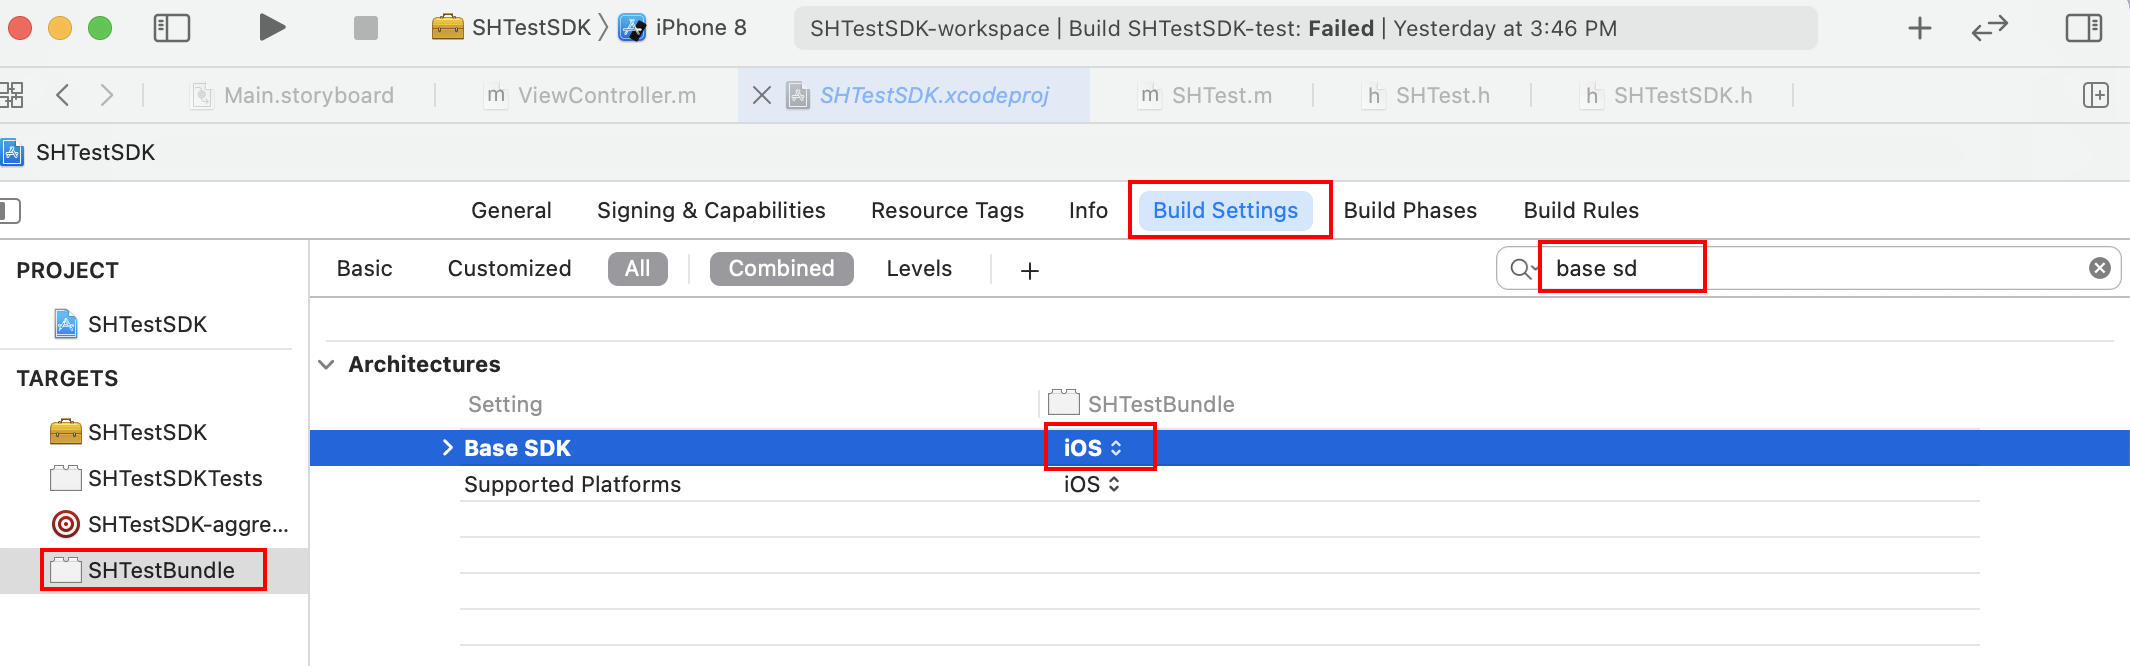 SHTestSDK 〉 iPhone 8
SHTestSDK-workspace | Build SHTestSDK-test: Failed | Yesterday at 3:46 PM
Main.storyboard
m ViewController.m
SHTestSDK.xcodeproj
m SHTest.m
h SHTest.h
h SHTestSDK.h
SHTestSDK
General Signing & Capabilities Resource Tags Info Build Settings Build Phases Build Rules
PROJECT
SHTestSDK
TARGETS
SHTestSDK
SHTestSDKTests
SHTestSDK-aggre...
SHTestBundle
Basic Customized All Combined Levels +
base sd
Architectures
Setting SHTestBundle
Base SDK iOS
Supported Platforms iOS